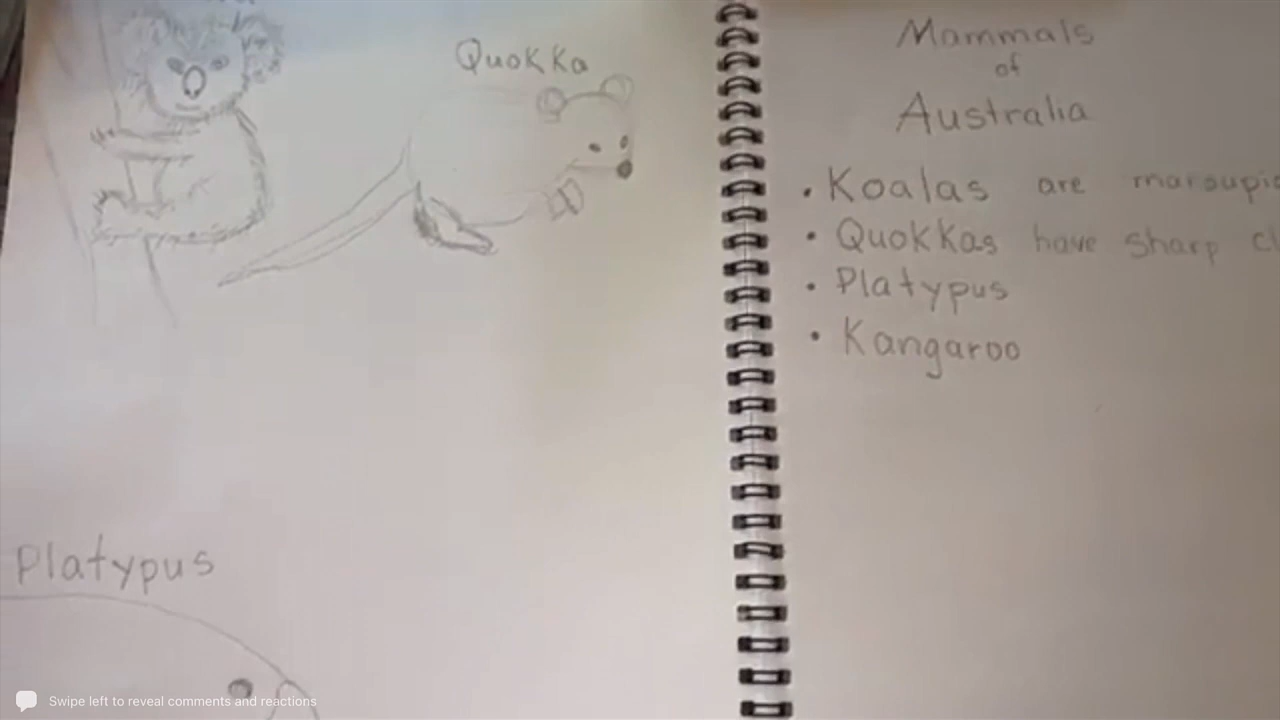 Quokka
Platypus
Mammals
of
Australia
• Koalas are
• Quokkas have sharp
• Platypus
• Kangaroo
Swipe left to reveal comments and reactions